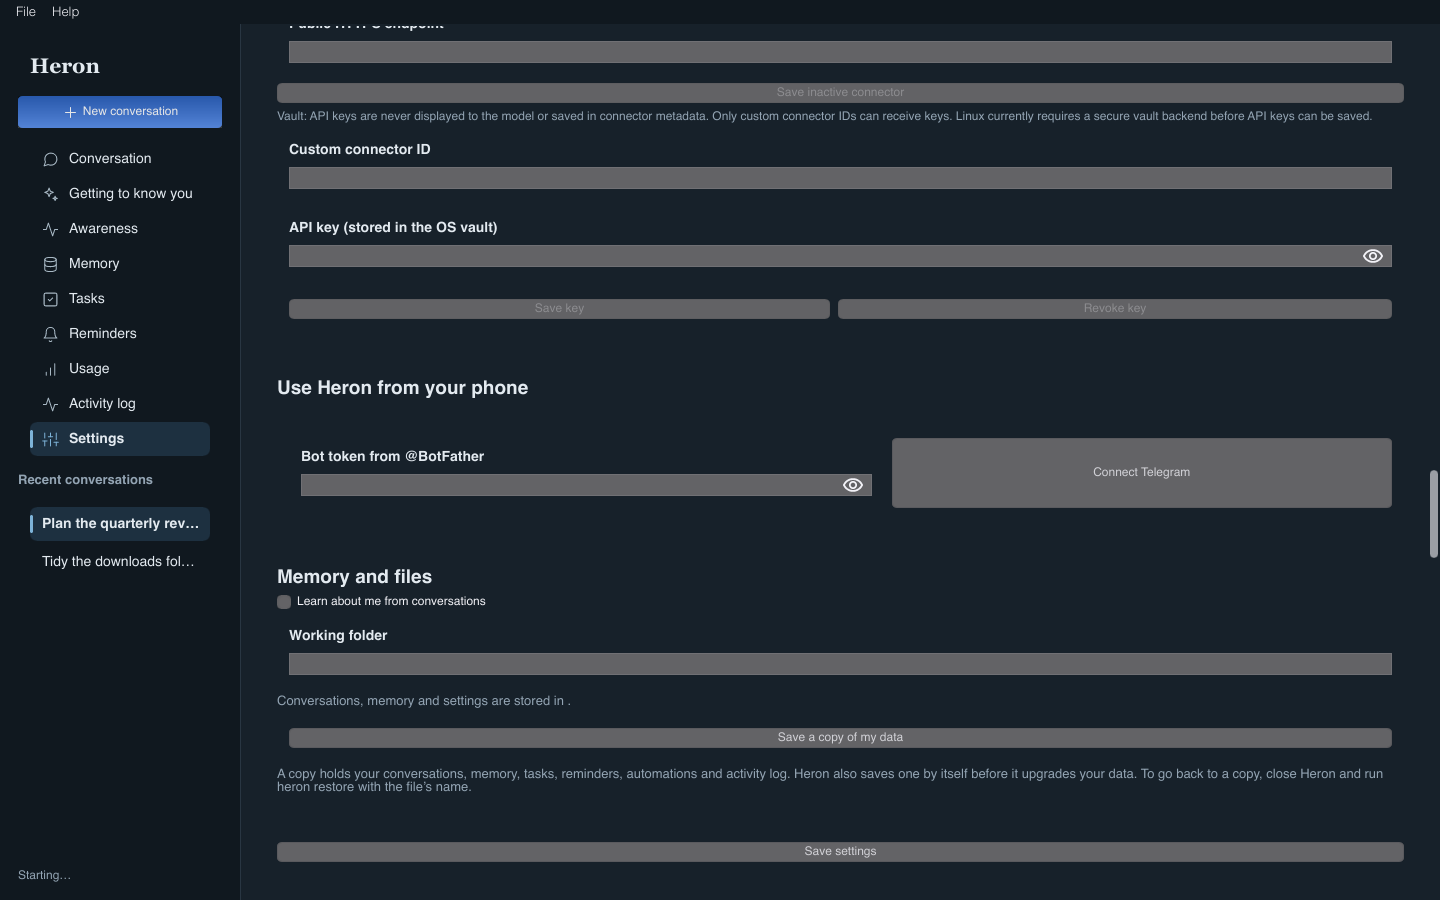 File Help
Heron
New conversation
Conversation
Getting to know you
Awareness
Memory
Tasks
Reminders
Usage
Activity log
Settings
Recent conversations
Plan the quarterly rev…
Tidy the downloads fol…
Starting…
Public HTTPS endpoint
Save inactive connector
Vault: API keys are never displayed to the model or saved in connector metadata. Only custom connector IDs can receive keys. Linux currently requires a secure vault backend before API keys can be saved.
Custom connector ID
API key (stored in the OS vault)
Save key Revoke key
Use Heron from your phone
Bot token from @BotFather
Connect Telegram
Memory and files
Learn about me from conversations
Working folder
Conversations, memory and settings are stored in .
Save a copy of my data
A copy holds your conversations, memory, tasks, reminders, automations and activity log. Heron also saves one by itself before it upgrades your data. To go back to a copy, close Heron and run
heron restore with the file’s name.
Save settings